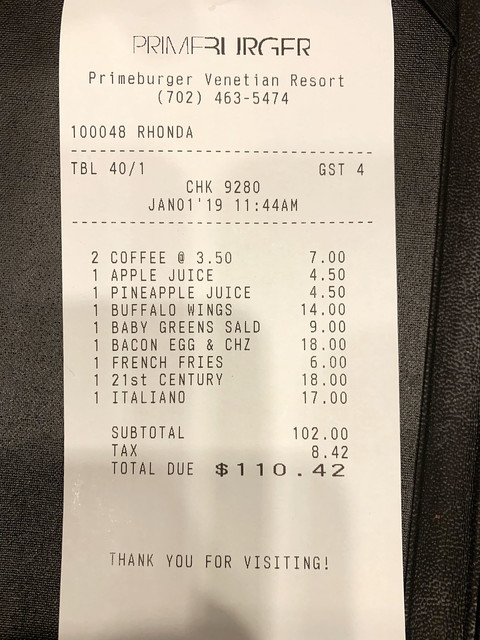 PRIMEBURGER
Primeburger Venetian Resort
(702) 463-5474
100048 RHONDA
TBL 40/1 GST 4
CHK 9280
JAN01'19 11:44AM
2 COFFEE @ 3.50 7.00
1 APPLE JUICE 4.50
1 PINEAPPLE JUICE 4.50
1 BUFFALO WINGS 14.00
1 BABY GREENS SALD 9.00
1 BACON EGG & CHZ 18.00
1 FRENCH FRIES 6.00
1 21st CENTURY 18.00
1 ITALIANO 17.00
SUBTOTAL 102.00
TAX 8.42
TOTAL DUE $110.42
THANK YOU FOR VISITING!